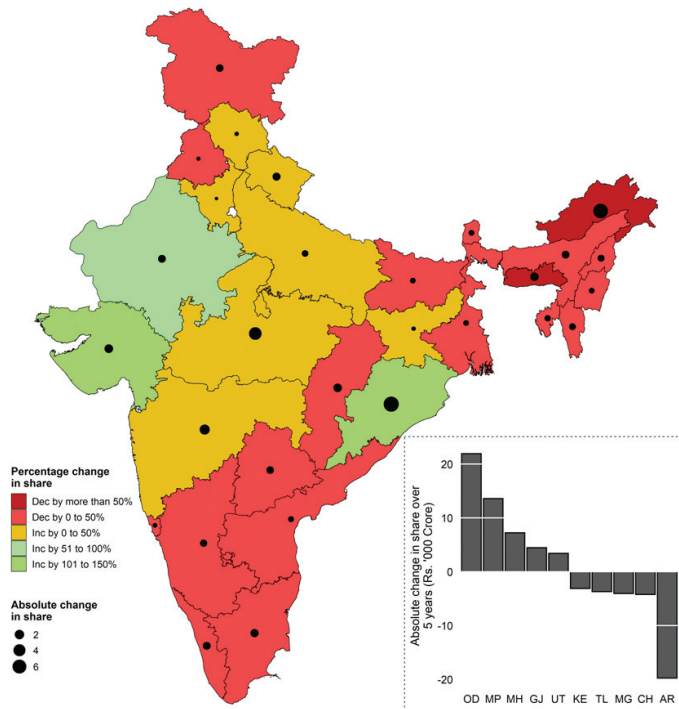 Percentage change
in share
Dec by more than 50%
Dec by 0 to 50%
Inc by 0 to 50%
Inc by 51 to 100%
Inc by 101 to 150%
Absolute change
in share
2
4
6
Absolute change in share over
5 years (Rs. '000 Crore)
20
10
0
-10
-20
OD MP MH GJ UT KE TL MG CH AR